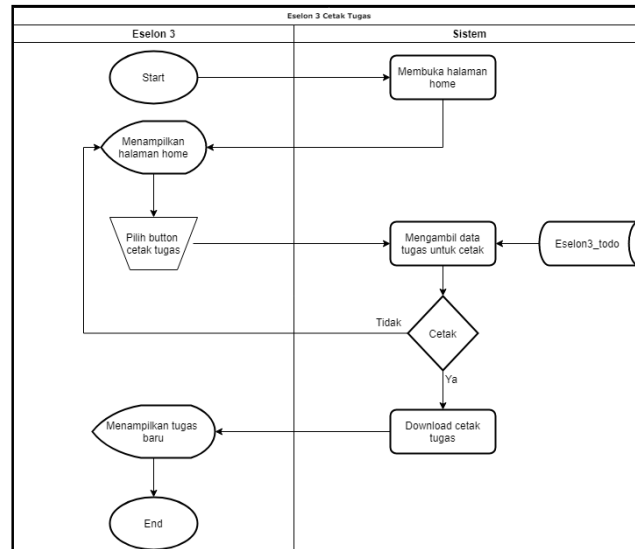 Eselon 3 Cetak Tugas
Eselon 3
Sistem
Start
Membuka halaman
home
Menampilkan
halaman home
Pilih button
cetak tugas
Mengambil data
tugas untuk cetak
Eselon3_todo
Tidak
Cetak
Ya
Menampilkan tugas
baru
Download cetak
tugas
End